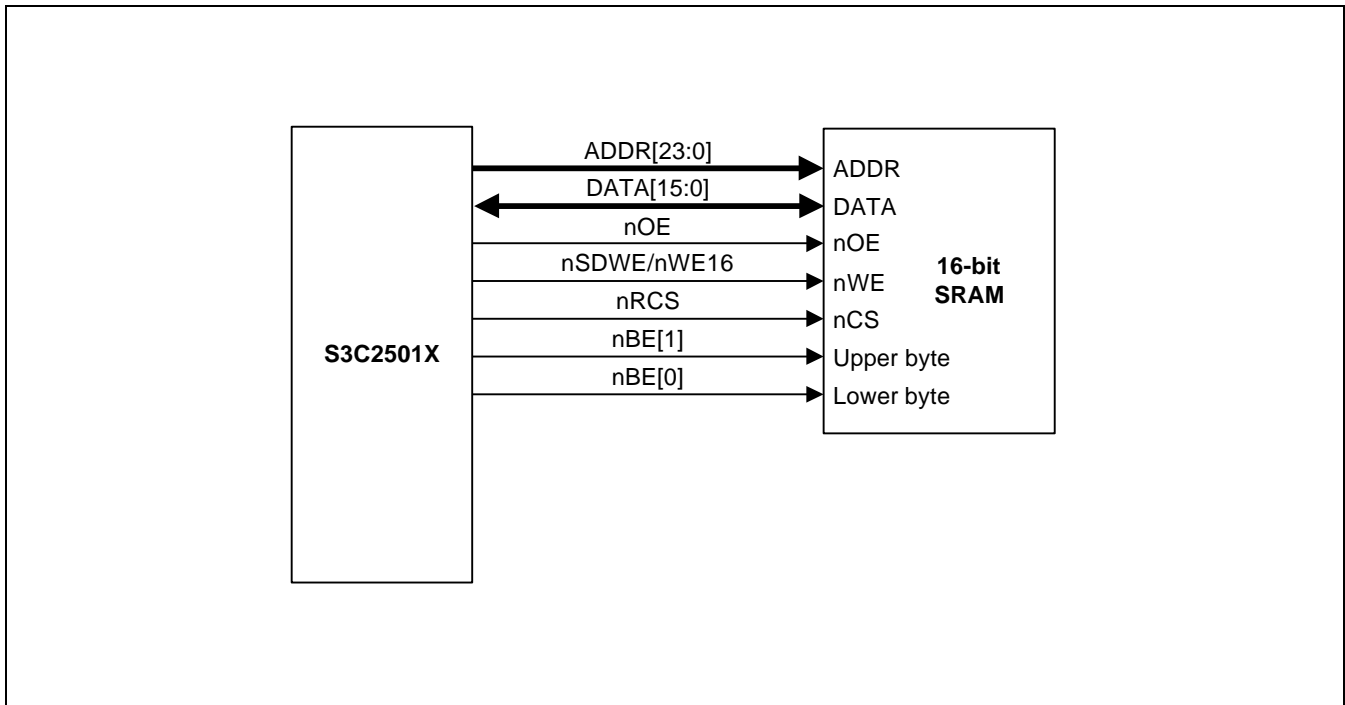 ADDR[23:0]
ADDR
DATA[15:0]
DATA
nOE
nOE
nSDWE/nWE16
nWE
16-bit
SRAM
nRCS
nCS
S3C2501X
nBE[1]
Upper byte
nBE[0]
Lower byte